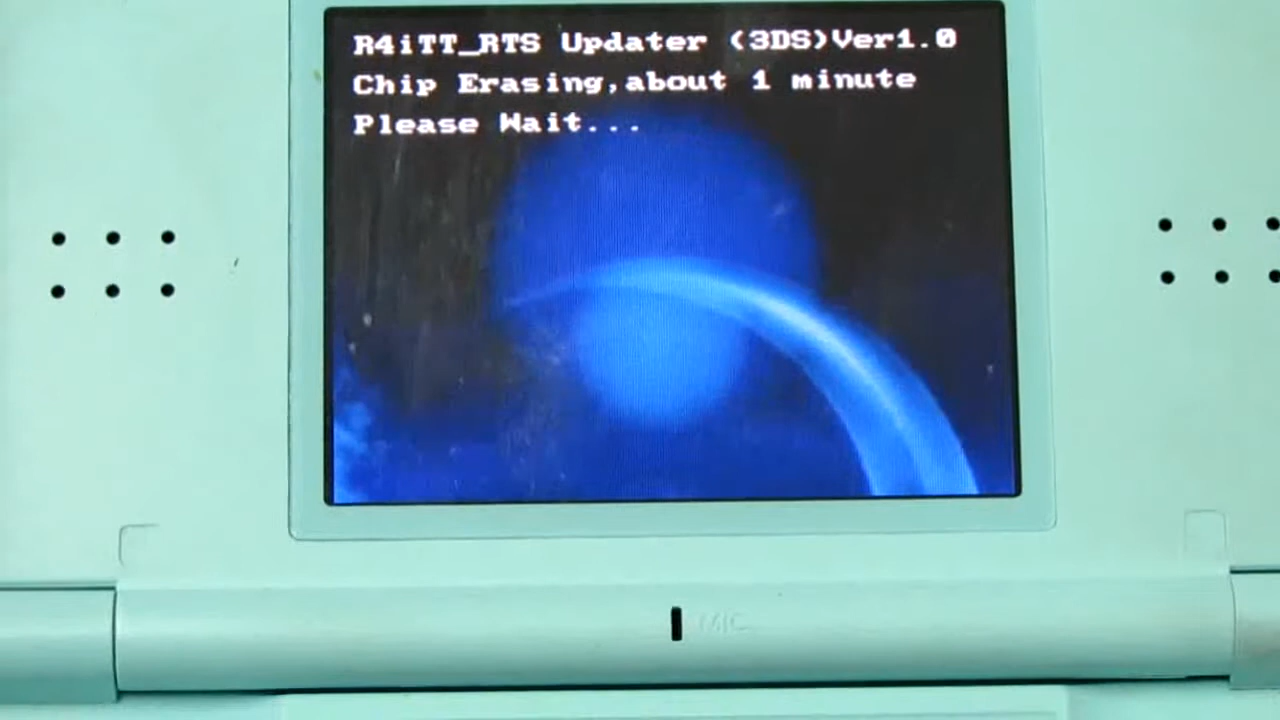 R4iTT_RTS Updater (3DS)Ver1.0
Chip Erasing,about 1 minute
Please Wait...
MIC